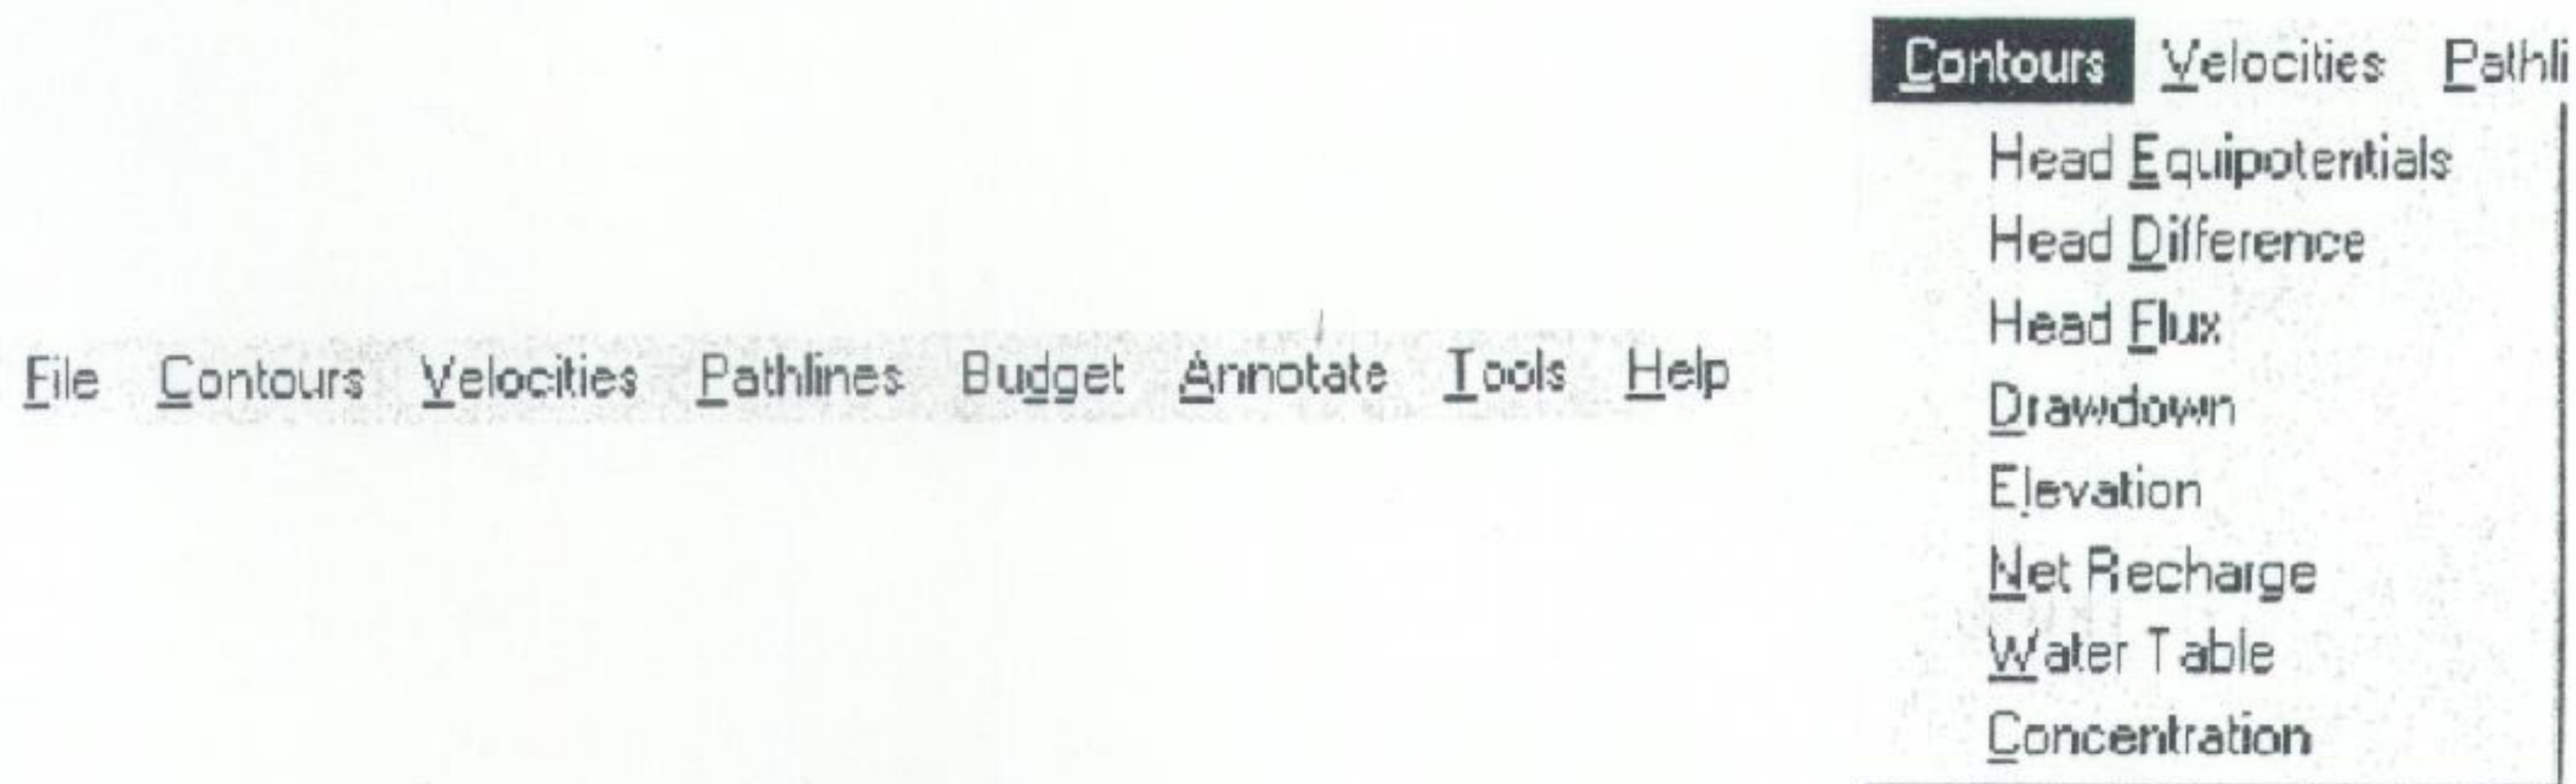 File Contours Velocities Pathlines Budget Annotate Tools Help
Contours Velocities Pathli
Head Equipotentials
Head Difference
Head Flux
Drawdown
Elevation
Net Recharge
Water Table
Concentration